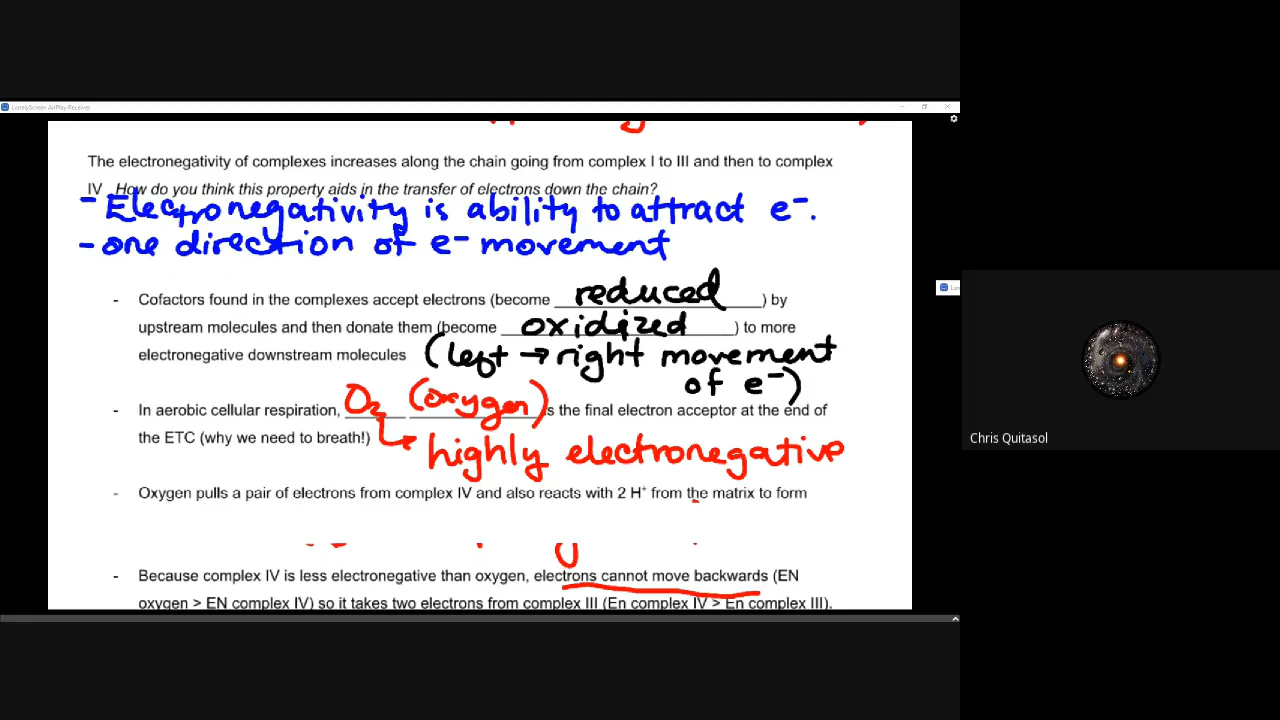 LonelyScreen AirPlay Receiver
The electronegativity of complexes increases along the chain going from complex I to III and then to complex
IV How do you think this property aids in the transfer of electrons down the chain?
- Electronegativity is ability to attract e⁻.
- one direction of e⁻ movement
- Cofactors found in the complexes accept electrons (become reduced) by
upstream molecules and then donate them (become oxidized) to more
electronegative downstream molecules (left → right movement
of e⁻)
- In aerobic cellular respiration, O₂ (oxygen) is the final electron acceptor at the end of
the ETC (why we need to breath!) highly electronegative
- Oxygen pulls a pair of electrons from complex IV and also reacts with 2 H⁺ from the matrix to form
- Because complex IV is less electronegative than oxygen, electrons cannot move backwards (EN
oxygen > EN complex IV) so it takes two electrons from complex III (En complex IV > En complex III).
Chris Quitasol